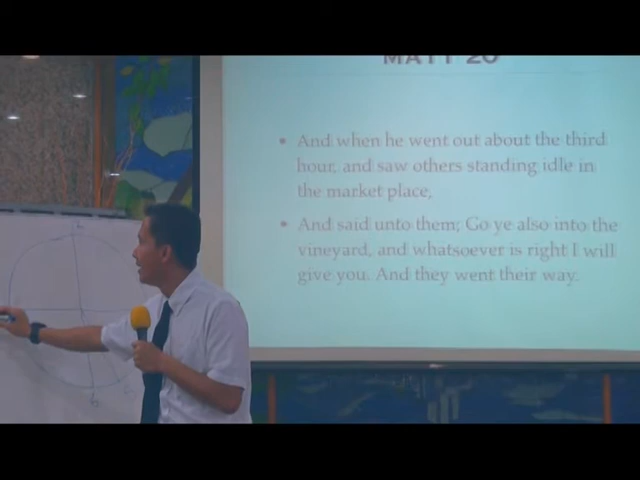 MATT 20
And when he went out about the third
hour, and saw others standing idle in
the market place,
And said unto them; Go ye also into the
vineyard, and whatsoever is right I will
give you. And they went their way.